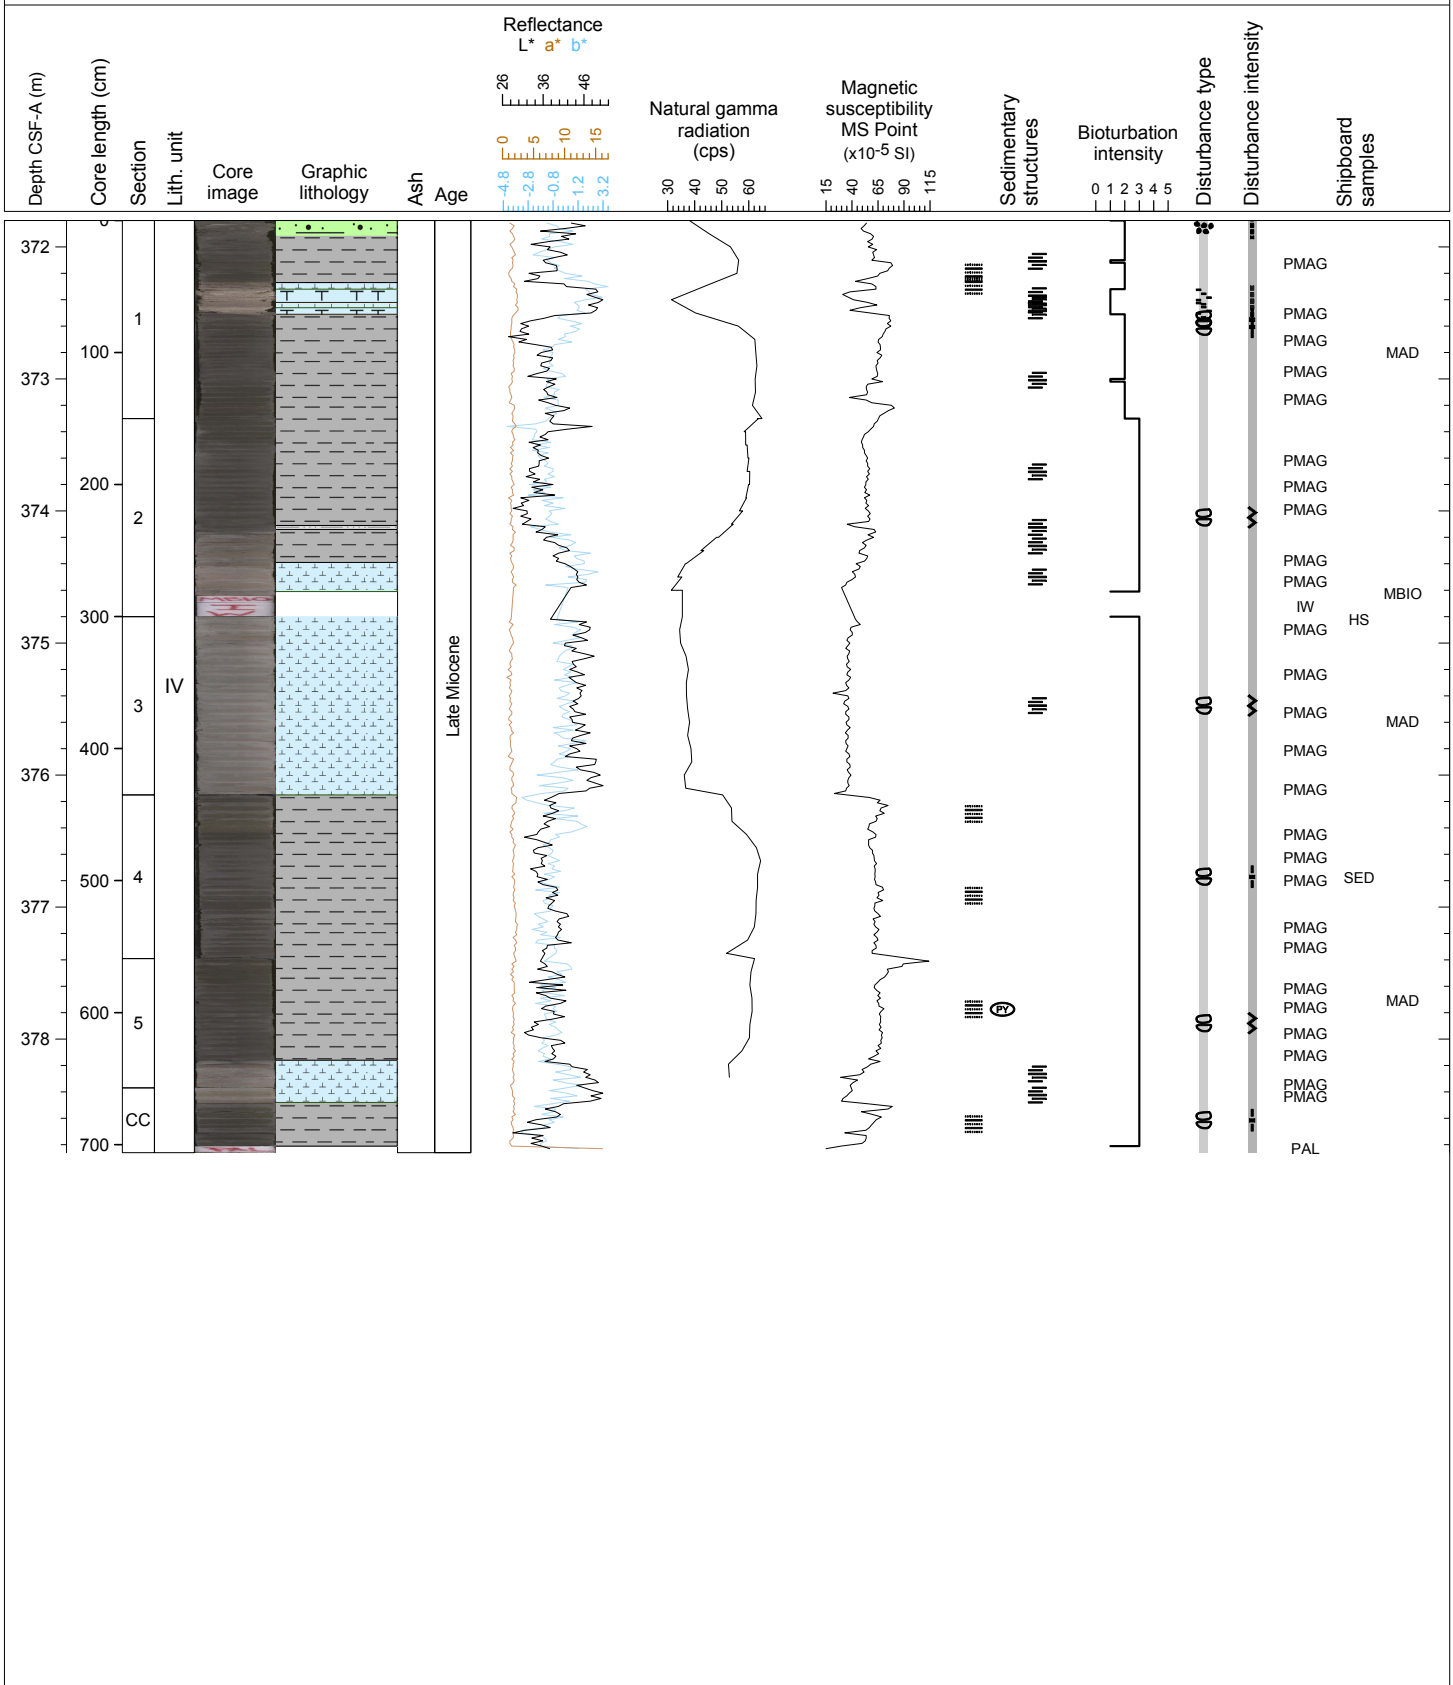 Depth CSF-A (m)
Core length (cm)
Section
Lith. unit
Core
image
Graphic
lithology
Ash
Age
Reflectance
L* a* b*
26 36 46
0 5 10 15
-4.8 -2.8 -0.8 1.2 3.2
Natural gamma
radiation
(cps)
30 40 50 60
Magnetic
susceptibility
MS Point
(x10-5 SI)
15 40 65 90 115
Sedimentary
structures
Bioturbation
intensity
0 1 2 3 4 5
Disturbance type
Disturbance intensity
Shipboard
samples
0
372
PMAG
1
PMAG
PMAG
100
MAD
373
PMAG
PMAG
PMAG
200
PMAG
374
PMAG
2
PMAG
PMAG
MBIO
MBIO
IW
IW
300
HS
PMAG
375
PMAG
IV
Late Miocene
3
PMAG
MAD
400
PMAG
376
PMAG
PMAG
PMAG
500
4
PMAG
SED
377
PMAG
PMAG
PMAG
MAD
600
PMAG
PY
5
378
PMAG
PMAG
PMAG
PMAG
CC
700
PAL